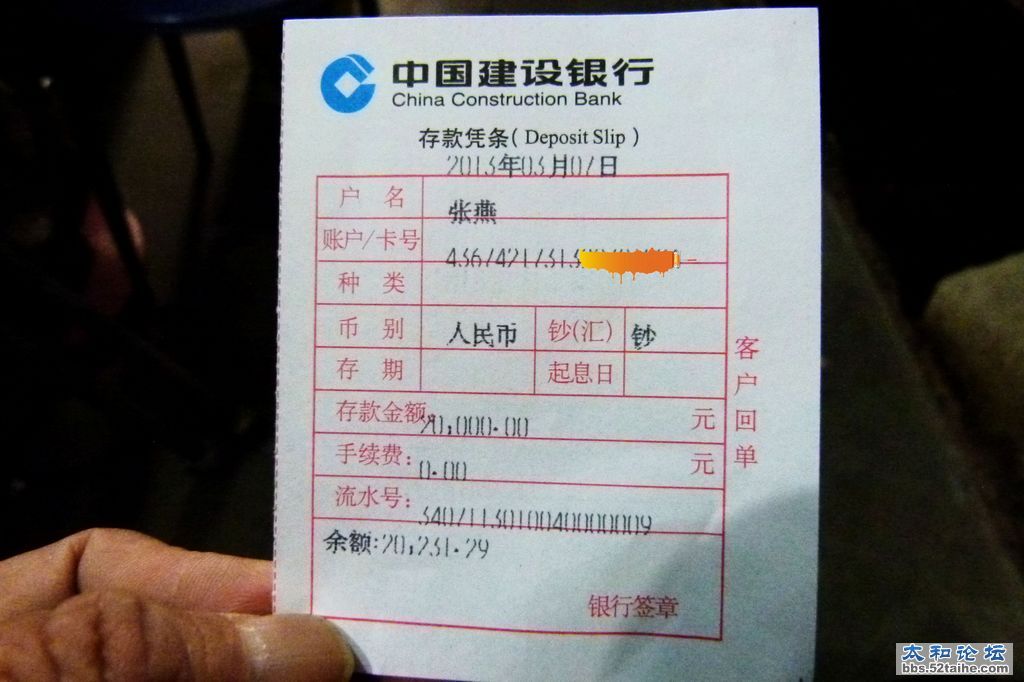 中国建设银行
China Construction Bank
存款凭条( Deposit Slip )
2013年03月07日
户 名 张燕
账户/卡号 43674217313
种 类
币 别 人民币 钞(汇) 钞
存 期 起息日
存款金额: 20,000.00 元
手续费: 0.00 元
流水号: 3407113010040000009
余额:20,231.29
银行签章
客户回单
太和论坛
bbs.52taihe.com